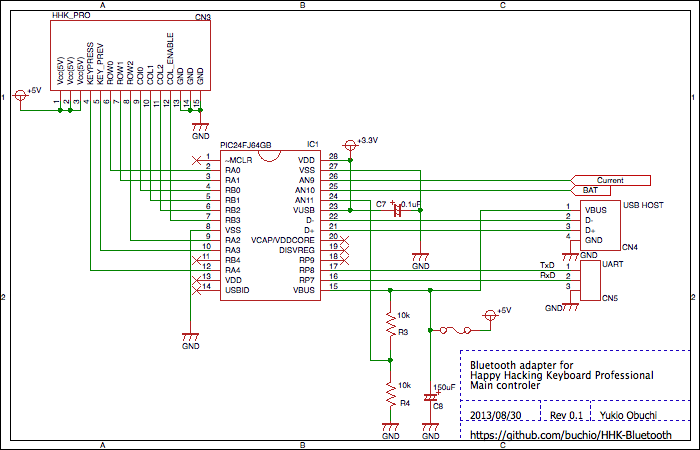 A B C
HHK_PRO CN3
Vcc(5V) Vcc(5V) Vcc(5V) KEYPRESS KEY_PREV ROW0 ROW1 ROW2 COl0 COL1 COL2 COL_ENABLE GND GND GND
1 2 3 4 5 6 7 8 9 10 11 12 13 14 15
+5V
1 1
GND
PIC24FJ64GB IC1
+3.3V
1 ~MCLR VDD 28
2 RA0 VSS 27
3 RA1 AN9 26 Current
4 RB0 AN10 25 BAT
5 RB1 AN11 24
6 RB2 VUSB 23
7 RB3 D- 22
8 VSS D+ 21
9 RA2 VCAP/VDDCORE 20
10 RA3 DISVREG 19
11 RB4 RP9 18
12 RA4 RP8 17
13 VDD RP7 16
14 USBID VBUS 15
C7 0.1uF
GND
USB HOST
1 VBUS
2 D-
3 D+
4 GND
CN4
GND
UART
TxD 1
RxD 2
3
CN5
GND
2 2
GND
10k
R3
+5V
10k
R4
150uF
C8
GND GND
Bluetooth adapter for
Happy Hacking Keyboard Professional
Main controler
2013/08/30 Rev 0.1 Yukio Obuchi
https://github.com/buchio/HHK-Bluetooth
A B C